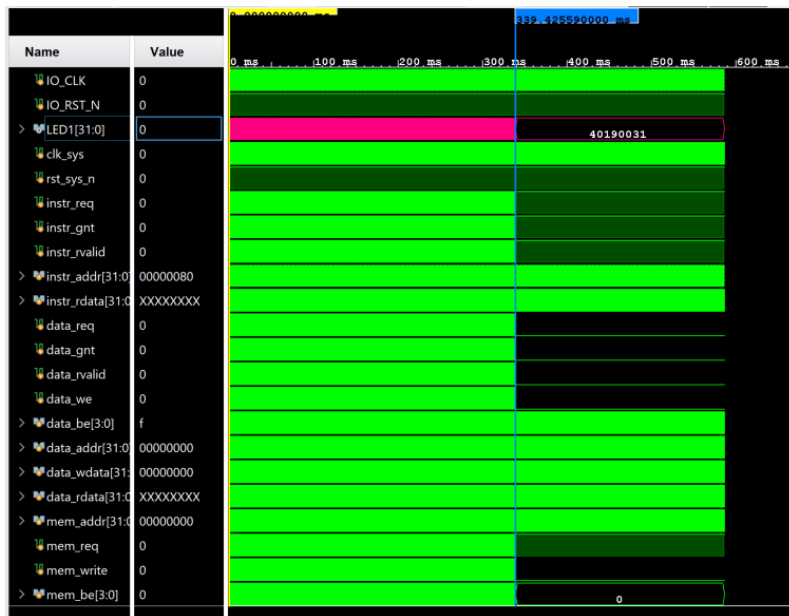 0.000000000 ms
339.425590000 ms
Name Value
0 ms 100 ms 200 ms 300 ms 400 ms 500 ms 600 ms
IO_CLK 0
IO_RST_N 0
LED1[31:0] 0 40190031
clk_sys 0
rst_sys_n 0
instr_req 0
instr_gnt 0
instr_rvalid 0
instr_addr[31:0] 00000080
instr_rdata[31:0 XXXXXXXX
data_req 0
data_gnt 0
data_rvalid 0
data_we 0
data_be[3:0] f
data_addr[31:0] 00000000
data_wdata[31: 00000000
data_rdata[31:0 XXXXXXXX
mem_addr[31:0 00000000
mem_req 0
mem_write 0
mem_be[3:0] 0 0